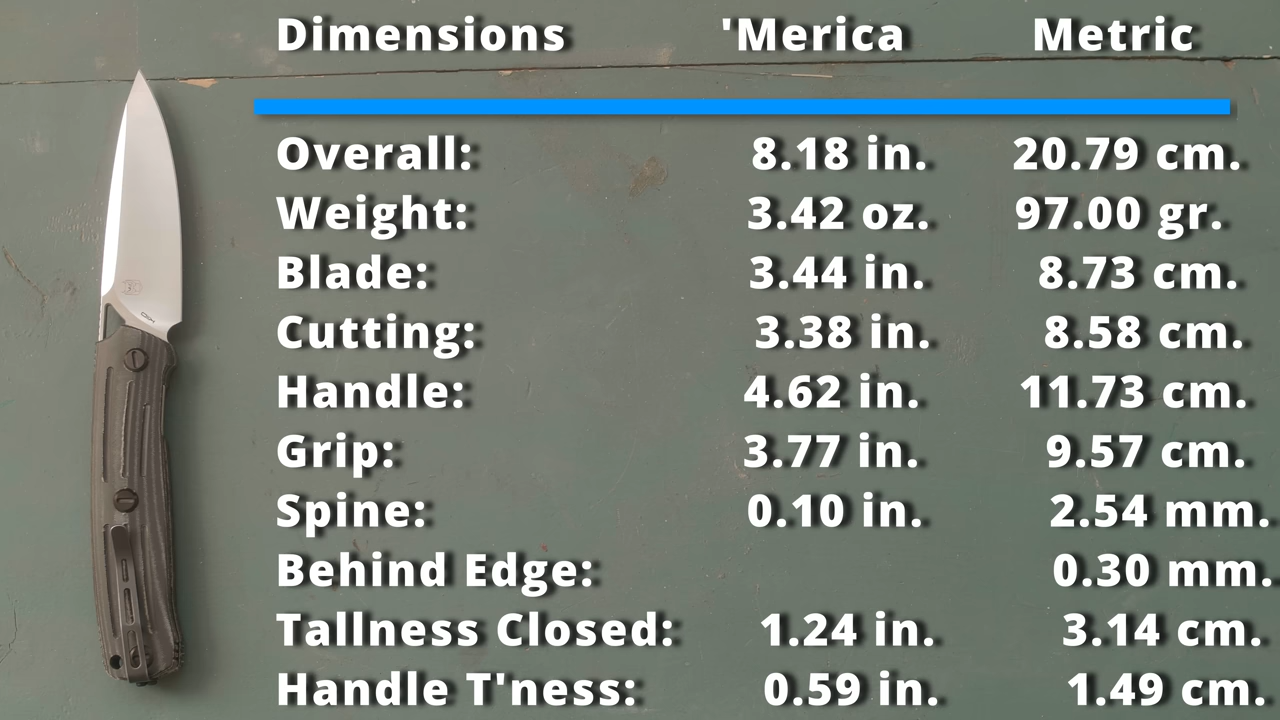 Dimensions 'Merica Metric
Overall: 8.18 in. 20.79 cm.
Weight: 3.42 oz. 97.00 gr.
Blade: 3.44 in. 8.73 cm.
Cutting: 3.38 in. 8.58 cm.
Handle: 4.62 in. 11.73 cm.
Grip: 3.77 in. 9.57 cm.
Spine: 0.10 in. 2.54 mm.
Behind Edge: 0.30 mm.
Tallness Closed: 1.24 in. 3.14 cm.
Handle T'ness: 0.59 in. 1.49 cm.